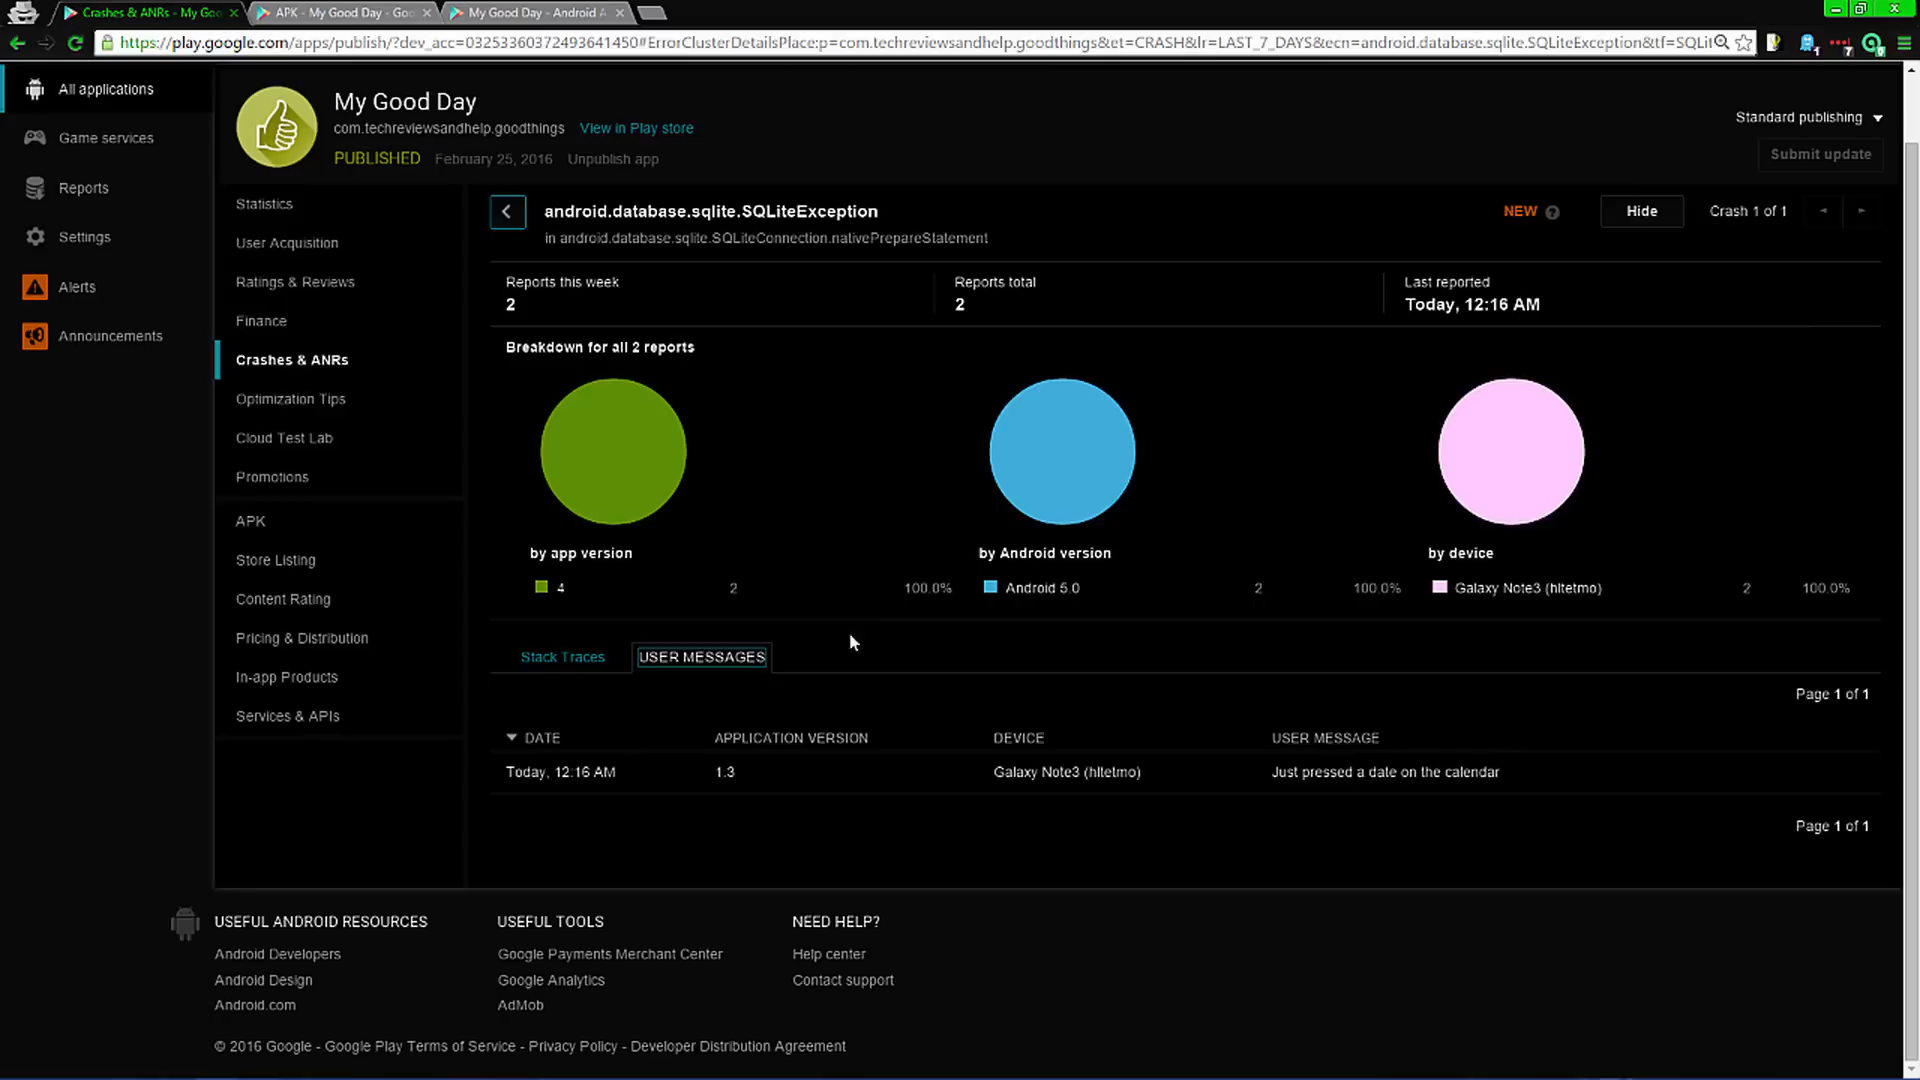 Crashes & ANRs - My Goo
APK - My Good Day - Goo
My Good Day - Android A
https://play.google.com/apps/publish/?dev_acc=03253360372493641450#ErrorClusterDetailsPlace:p=com.techreviewsandhelp.goodthings&et=CRASH&lr=LAST_7_DAYS&ecn=android.database.sqlite.SQLiteException&tf=SQLit
All applications
Game services
Reports
Settings
Alerts
Announcements
My Good Day
com.techreviewsandhelp.goodthings View in Play store
PUBLISHED February 25, 2016 Unpublish app
Standard publishing
Submit update
Statistics
User Acquisition
Ratings & Reviews
Finance
Crashes & ANRs
Optimization Tips
Cloud Test Lab
Promotions
APK
Store Listing
Content Rating
Pricing & Distribution
In-app Products
Services & APIs
android.database.sqlite.SQLiteException
in android.database.sqlite.SQLiteConnection.nativePrepareStatement
NEW ? Hide Crash 1 of 1
Reports this week
2
Reports total
2
Last reported
Today, 12:16 AM
Breakdown for all 2 reports
by app version
4 2 100.0%
by Android version
Android 5.0 2 100.0%
by device
Galaxy Note3 (hltetmo) 2 100.0%
Stack Traces USER MESSAGES
Page 1 of 1
DATE APPLICATION VERSION DEVICE USER MESSAGE
Today, 12:16 AM 1.3 Galaxy Note3 (hltetmo) Just pressed a date on the calendar
Page 1 of 1
USEFUL ANDROID RESOURCES
Android Developers
Android Design
Android.com
USEFUL TOOLS
Google Payments Merchant Center
Google Analytics
AdMob
NEED HELP?
Help center
Contact support
© 2016 Google - Google Play Terms of Service - Privacy Policy - Developer Distribution Agreement